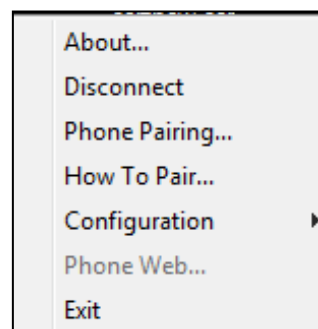 About...
Disconnect
Phone Pairing...
How To Pair...
Configuration
Phone Web...
Exit